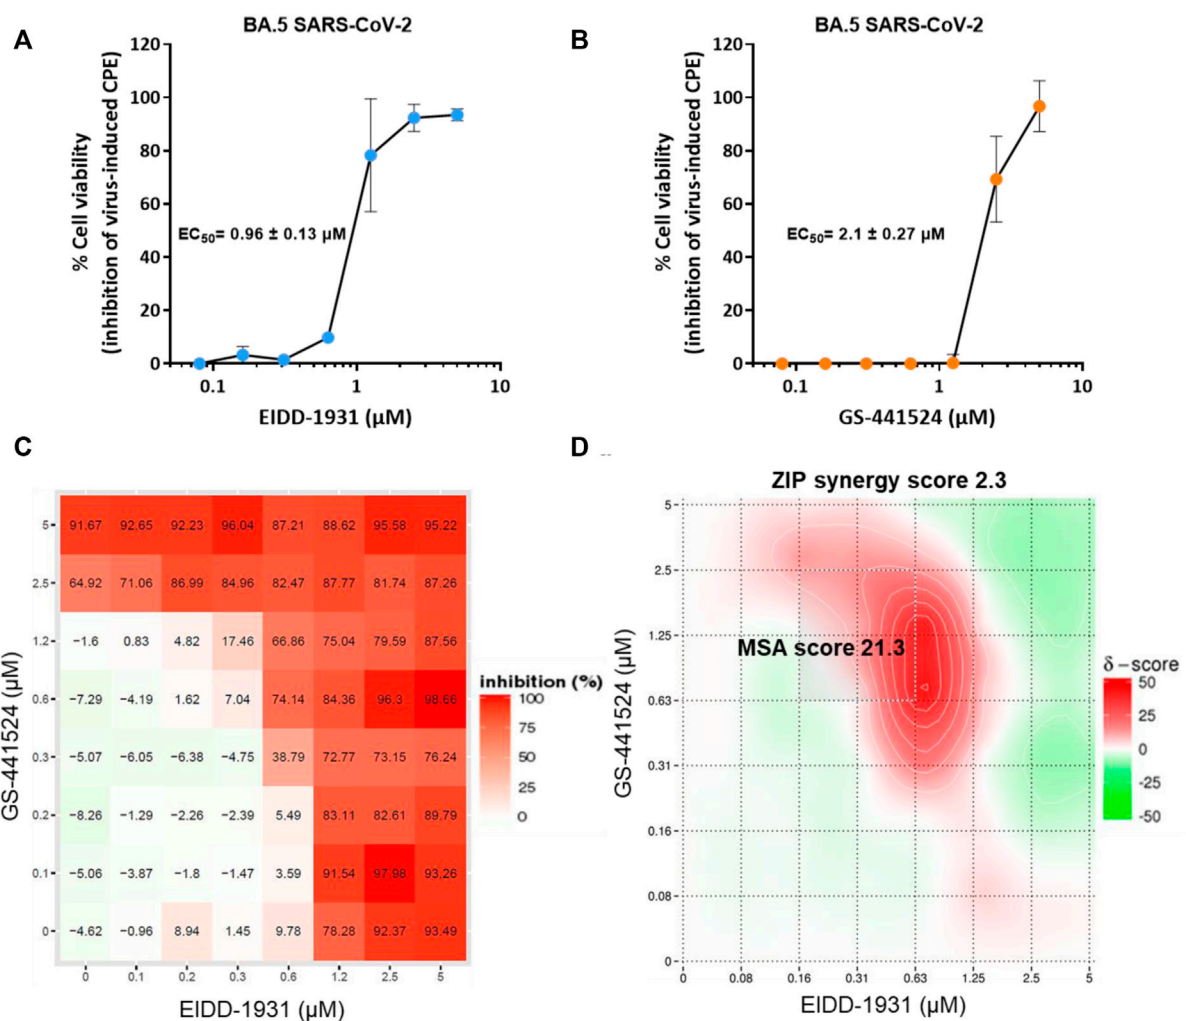 A
BA.5 SARS-CoV-2
% Cell viability
(inhibition of virus-induced CPE)
120
100
80
60
40
20
0
EC50= 0.96 ± 0.13 μM
0.1
1
10
EIDD-1931 (μM)
B
BA.5 SARS-CoV-2
% Cell viability
(inhibition of virus-induced CPE)
120
100
80
60
40
20
0
EC50= 2.1 ± 0.27 μM
0.1
1
10
GS-441524 (μM)
C
GS-441524 (μM)
5 91.67 92.65 92.23 96.04 87.21 88.62 95.58 95.22
2.5 64.92 71.06 86.99 84.96 82.47 87.77 81.74 87.26
1.2 −1.6 0.83 4.82 17.46 66.86 75.04 79.59 87.56
0.6 −7.29 −4.19 1.62 7.04 74.14 84.36 96.3 98.66
0.3 −5.07 −6.05 −6.38 −4.75 38.79 72.77 73.15 76.24
0.2 −8.26 −1.29 −2.26 −2.39 5.49 83.11 82.61 89.79
0.1 −5.06 −3.87 −1.8 −1.47 3.59 91.54 97.98 93.26
0 −4.62 −0.96 8.94 1.45 9.78 78.28 92.37 93.49
0 0.1 0.2 0.3 0.6 1.2 2.5 5
EIDD-1931 (μM)
inhibition (%)
100
75
50
25
0
D
ZIP synergy score 2.3
GS-441524 (μM)
5
2.5
1.25
0.63
0.31
0.16
0.08
0
MSA score 21.3
0 0.08 0.16 0.31 0.63 1.25 2.5 5
EIDD-1931 (μM)
δ−score
50
25
0
-25
-50